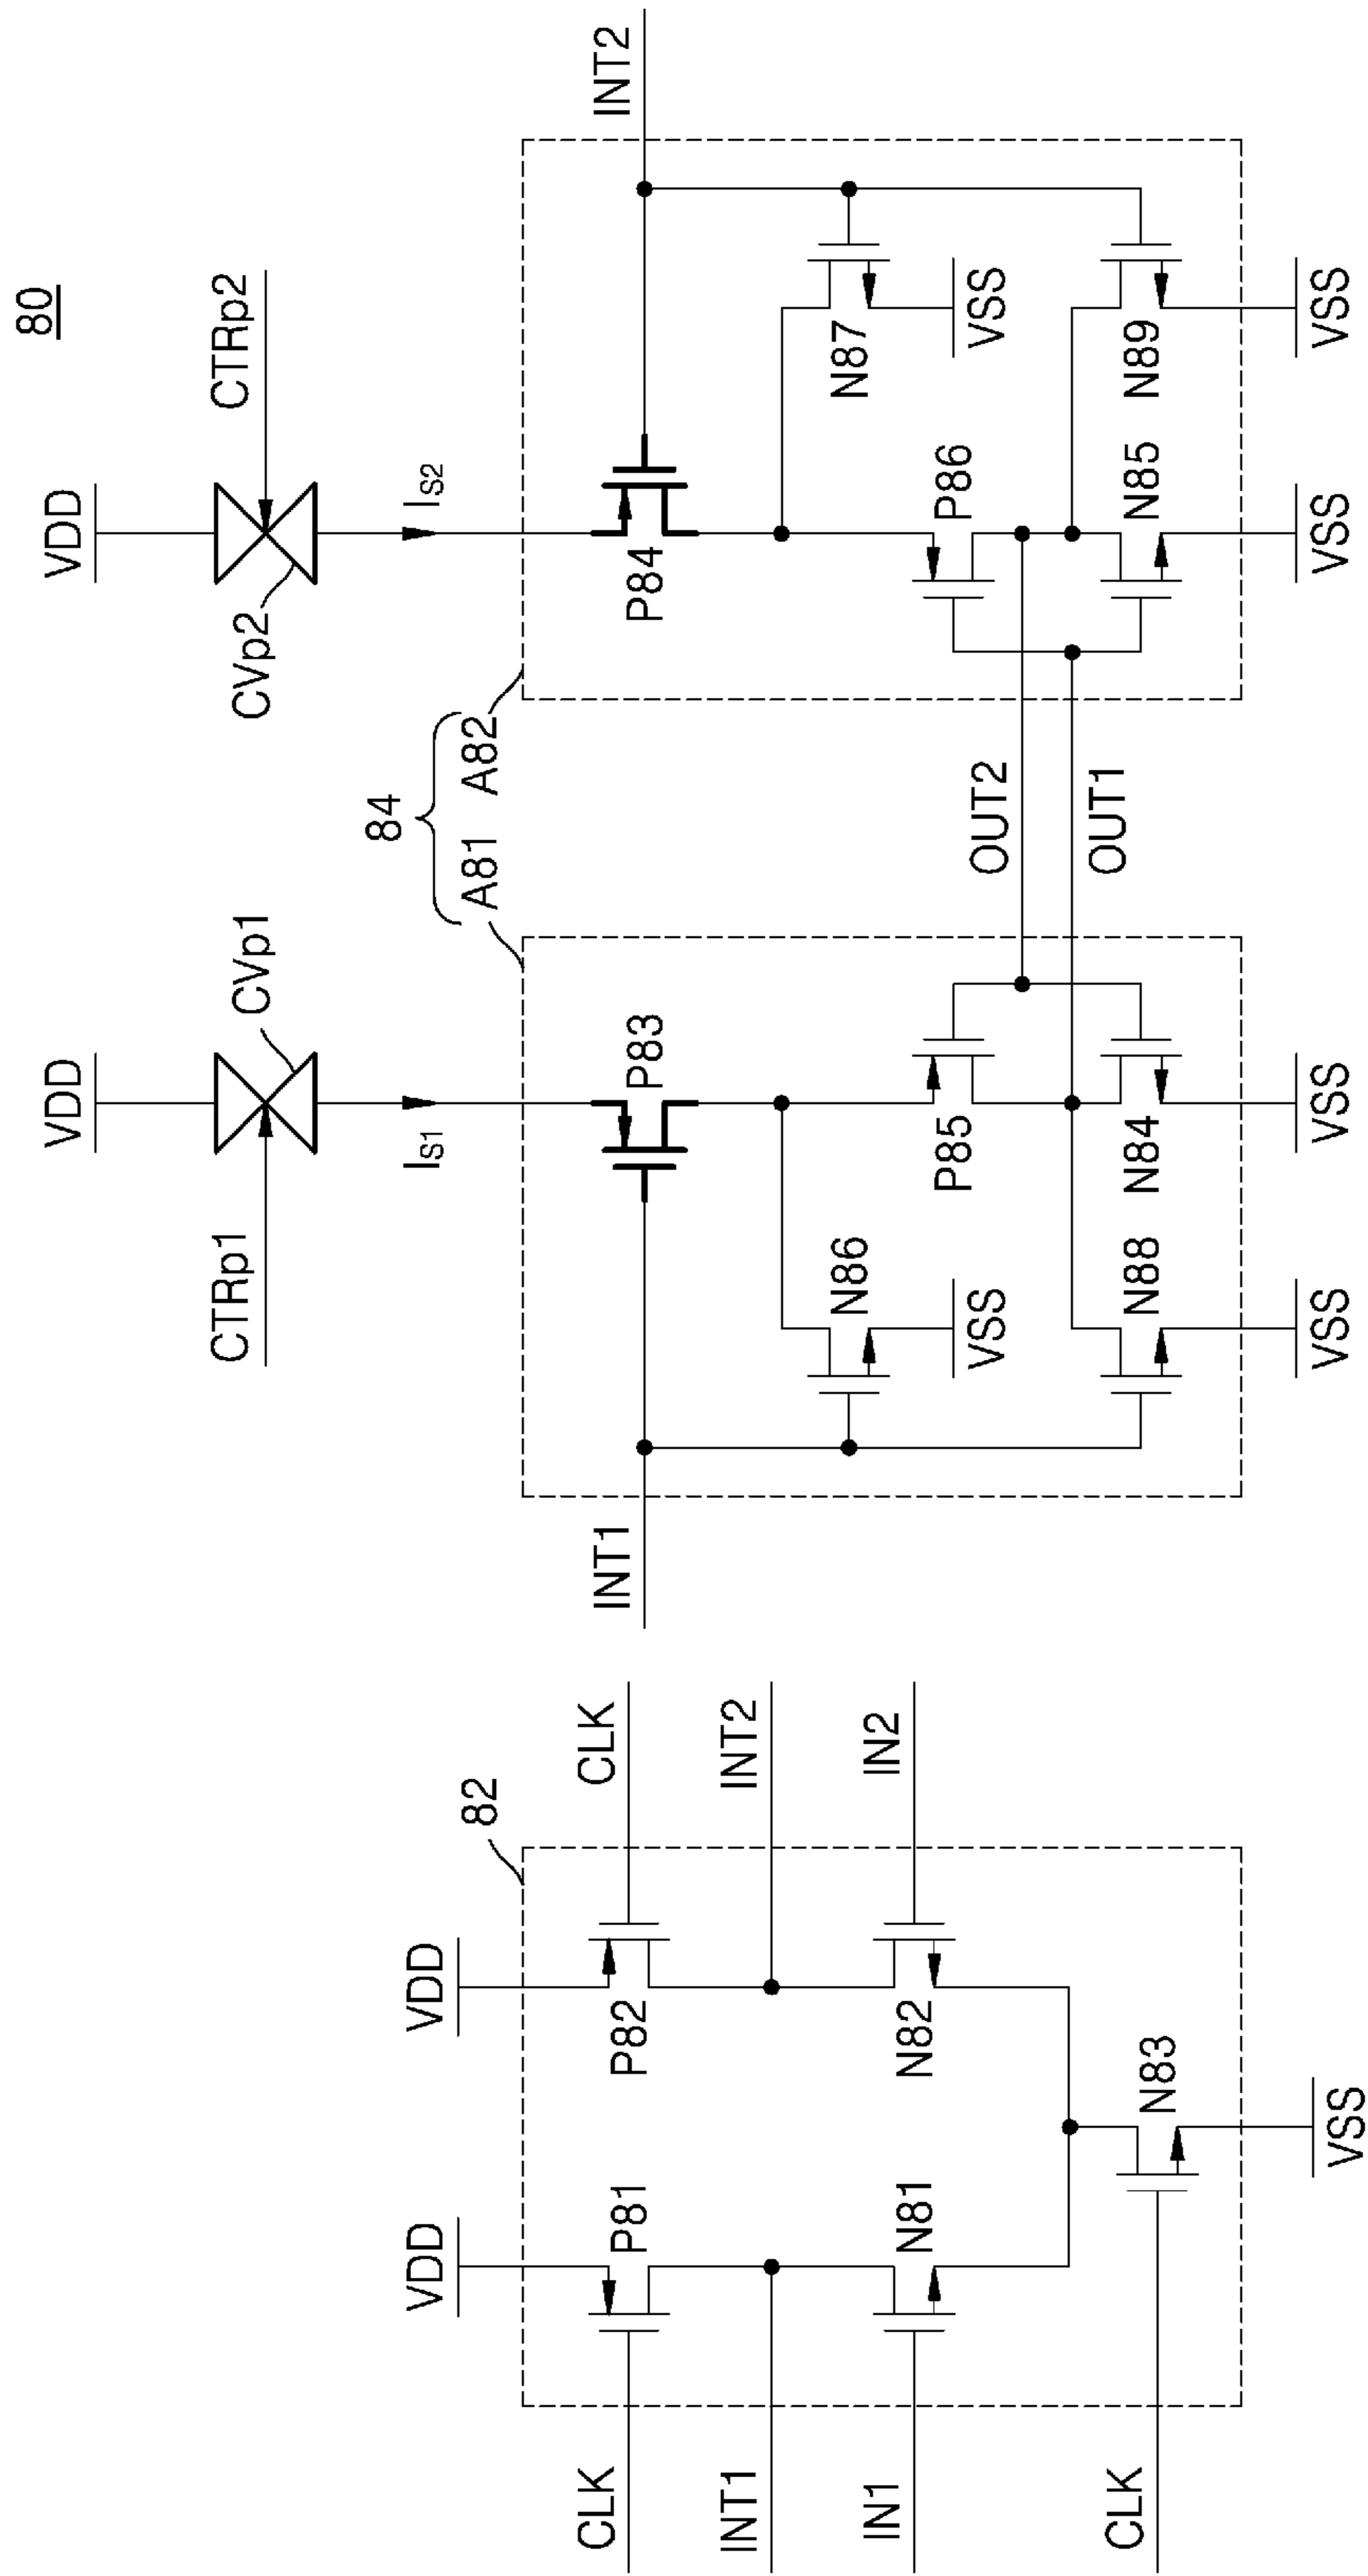 80
VDD
VDD
CTRp1
CVp1
CVp2
CTRp2
IS1
IS2
84
A81 A82
82
VDD
VDD
CLK
P81
P82
CLK
INT1
P83
P84
INT2
INT1
INT2
N86
VSS
N87
VSS
IN1
N81
N82
IN2
P85
OUT2
P86
OUT1
CLK
N83
VSS
N88
N84
N85
N89
VSS
VSS
VSS
VSS